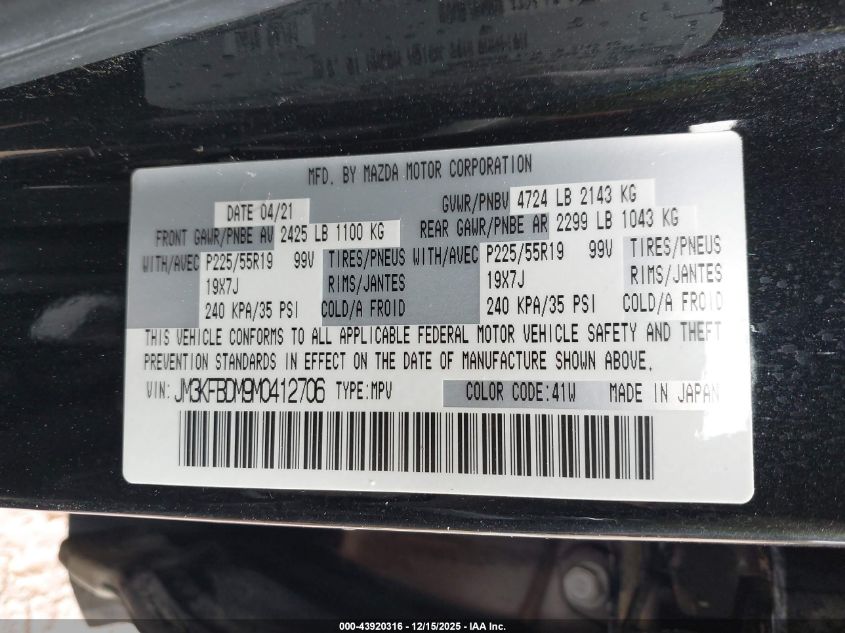 MFD. BY MAZDA MOTOR CORPORATION
DATE 04/21 GVWR/PNBV 4724 LB 2143 KG
FRONT GAWR/PNBE AV 2425 LB 1100 KG REAR GAWR/PNBE AR 2299 LB 1043 KG
WITH/AVEC P225/55R19 99V TIRES/PNEUS WITH/AVEC P225/55R19 99V TIRES/PNEUS
19X7J RIMS/JANTES 19X7J RIMS/JANTES
240 KPA/35 PSI COLD/A FROID 240 KPA/35 PSI COLD/A FROID
THIS VEHICLE CONFORMS TO ALL APPLICABLE FEDERAL MOTOR VEHICLE SAFETY AND THEFT
PREVENTION STANDARDS IN EFFECT ON THE DATE OF MANUFACTURE SHOWN ABOVE.
VIN: JM3KFBDM9M0412706 TYPE:MPV COLOR CODE:41W MADE IN JAPAN
000-43920316 - 12/15/2025 - IAA Inc.